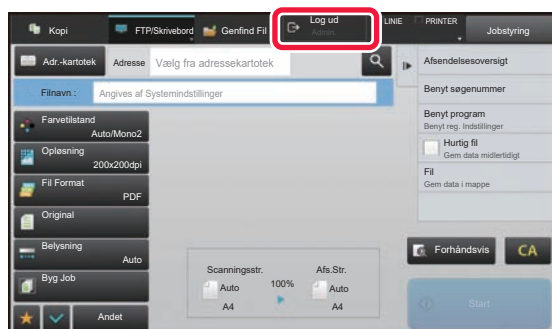 Kopi
FTP/Skrivebord
Genfind Fil
Log ud
Admin.
LINIE
PRINTER
Jobstyring
Adr.-kartotek
Adresse
Vælg fra adressekartotek
Filnavn :
Angives af Systemindstillinger
Farvetilstand
Auto/Mono2
Opløsning
200x200dpi
Fil Format
PDF
Original
Belysning
Auto
Byg Job
Andet
Scanningsstr.
Auto
A4
100%
Afs.Str.
Auto
A4
Afsendelsesoversigt
Benyt søgenummer
Benyt program
Benyt reg. Indstillinger
Hurtig fil
Gem data midlertidigt
Fil
Gem data i mappe
Forhåndsvis
CA
Start